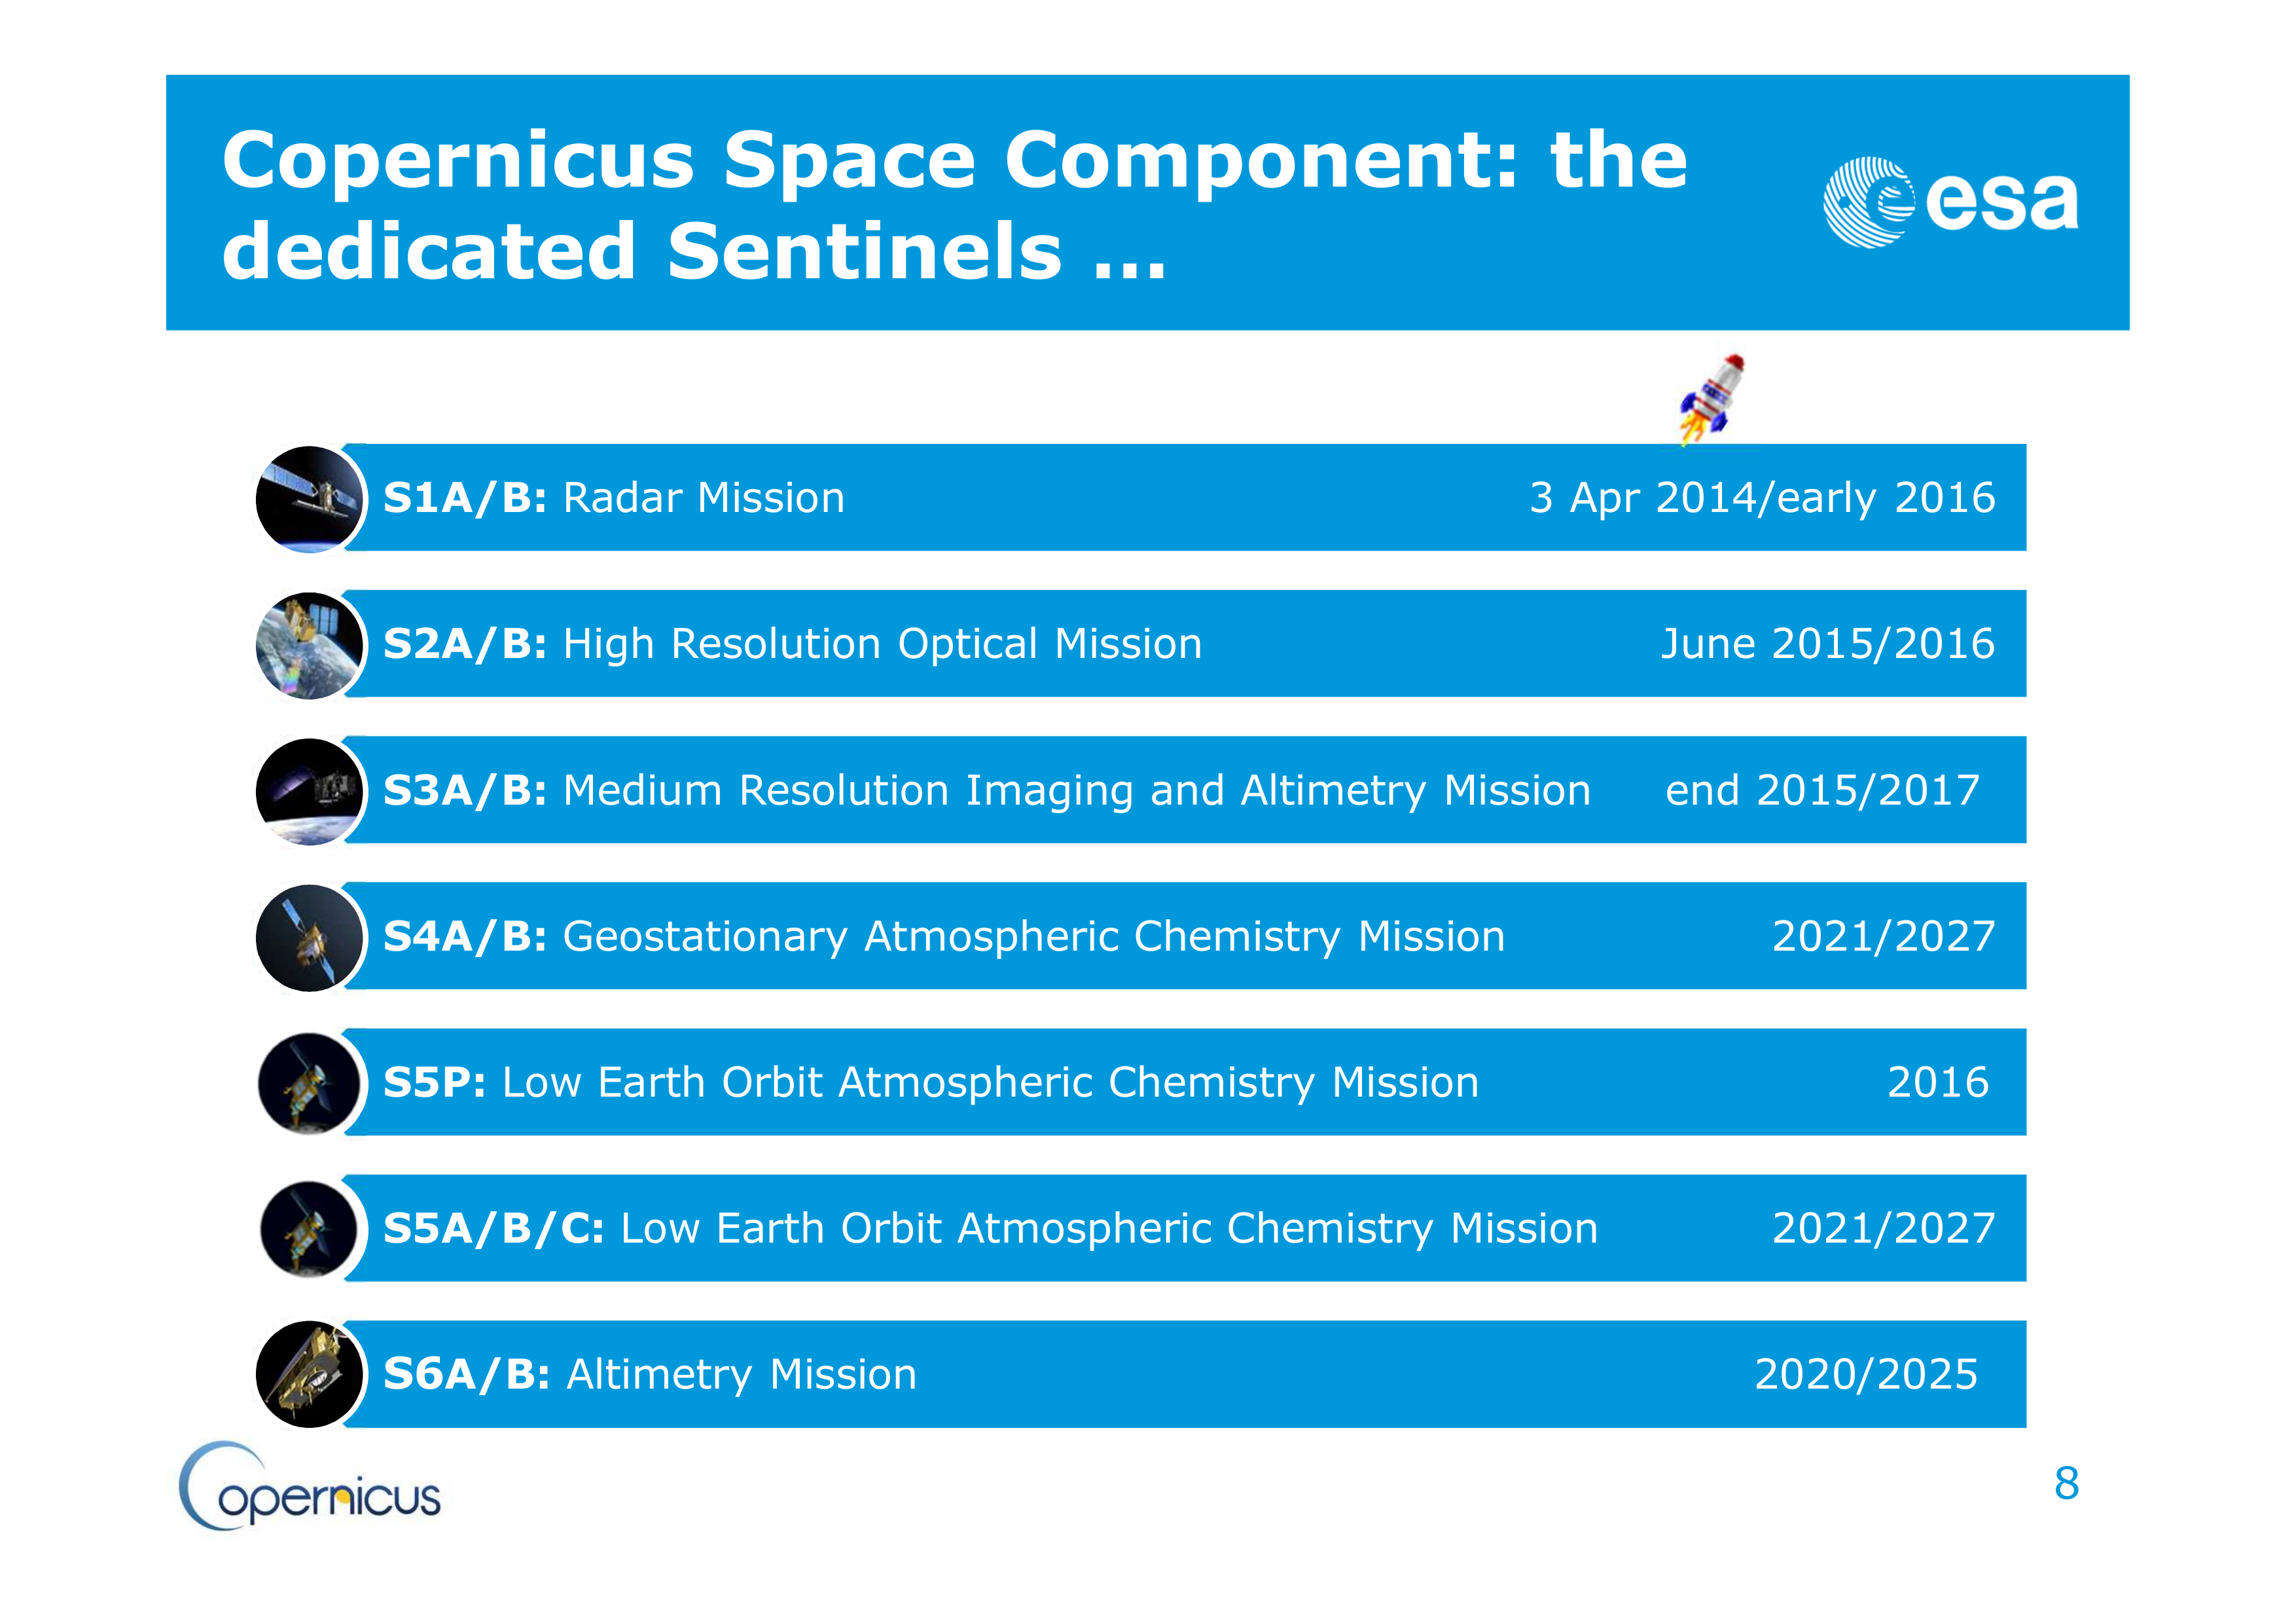 Copernicus Space Component: the
dedicated Sentinels ...
esa
S1A/B: Radar Mission 3 Apr 2014/early 2016
S2A/B: High Resolution Optical Mission June 2015/2016
S3A/B: Medium Resolution Imaging and Altimetry Mission end 2015/2017
S4A/B: Geostationary Atmospheric Chemistry Mission 2021/2027
S5P: Low Earth Orbit Atmospheric Chemistry Mission 2016
S5A/B/C: Low Earth Orbit Atmospheric Chemistry Mission 2021/2027
S6A/B: Altimetry Mission 2020/2025
Copernicus
8